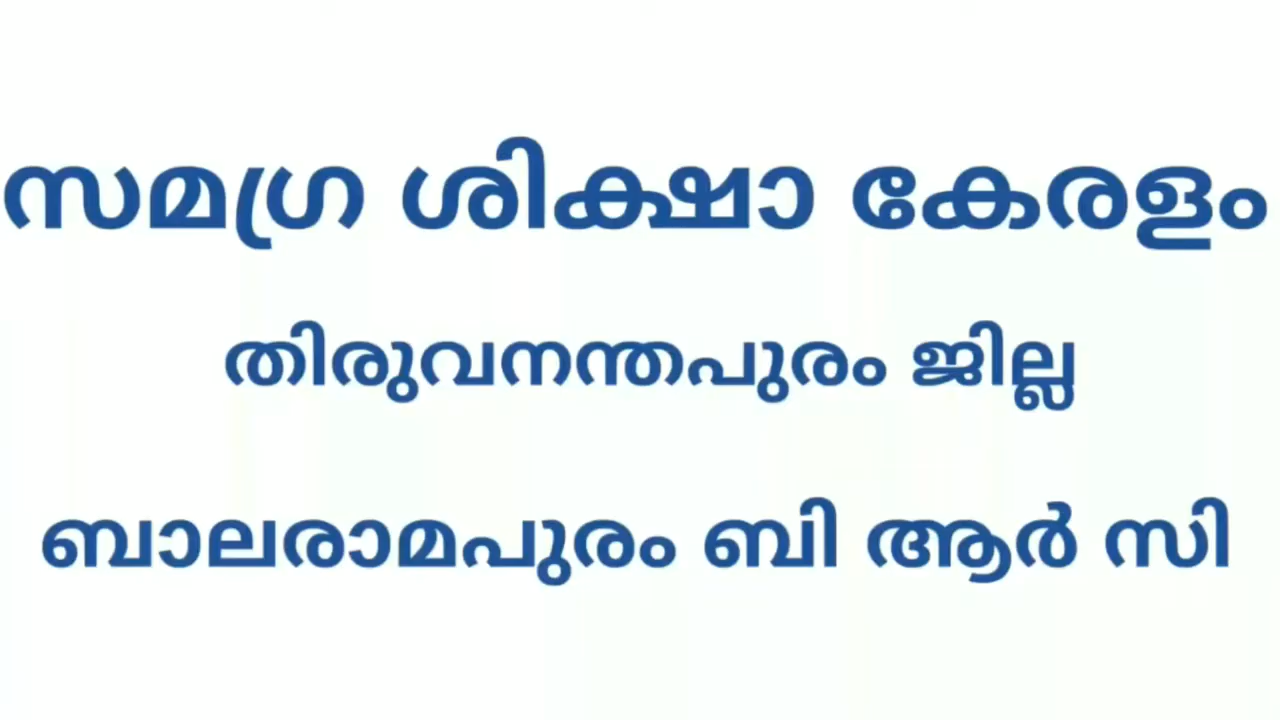 സമഗ്ര ശിക്ഷാ കേരളം
തിരുവനന്തപുരം ജില്ല
ബാലരാമപുരം ബി ആർ സി